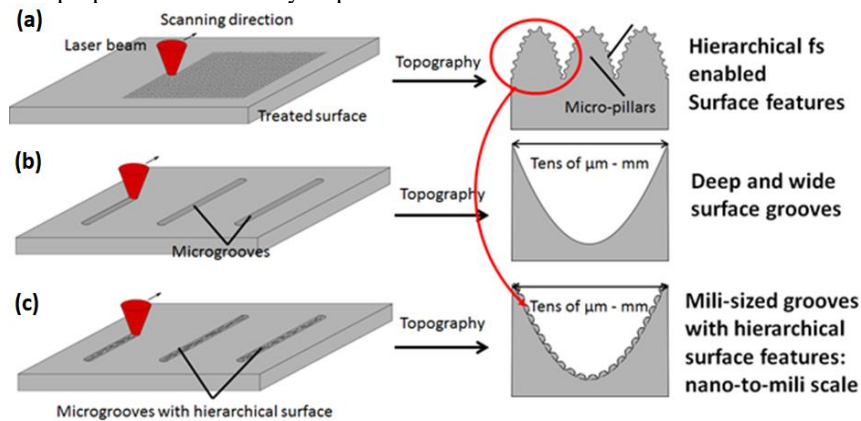 (a)
Scanning direction
Laser beam
Treated surface
Topography
Micro-pillars
Hierarchical fs
enabled
Surface features
(b)
Microgrooves
Topography
Tens of µm - mm
Deep and wide
surface grooves
(c)
Microgrooves with hierarchical surface
Topography
Tens of µm - mm
Mili-sized grooves
with hierarchical
surface features:
nano-to-mili scale